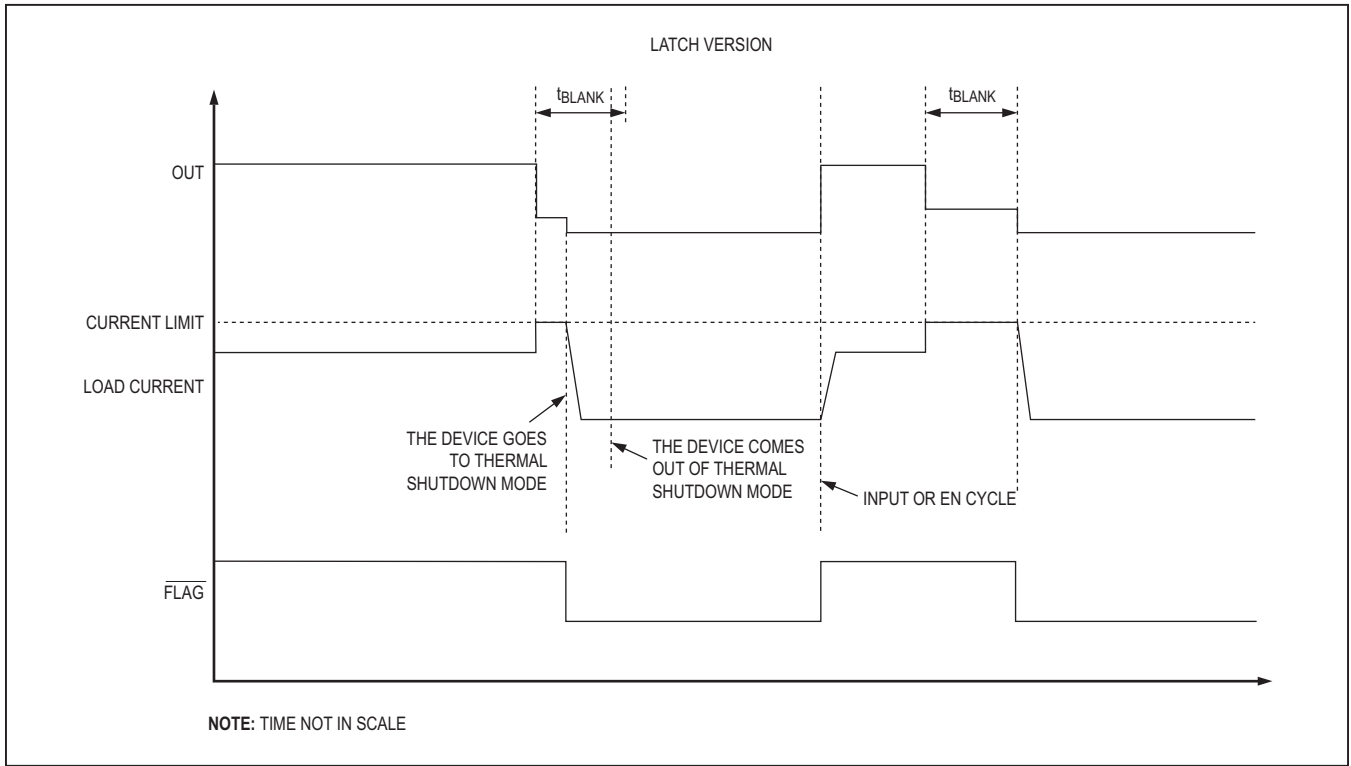 LATCH VERSION
tBLANK
tBLANK
OUT
CURRENT LIMIT
LOAD CURRENT
THE DEVICE GOES
TO THERMAL
SHUTDOWN MODE
THE DEVICE COMES
OUT OF THERMAL
SHUTDOWN MODE
INPUT OR EN CYCLE
FLAG
NOTE: TIME NOT IN SCALE